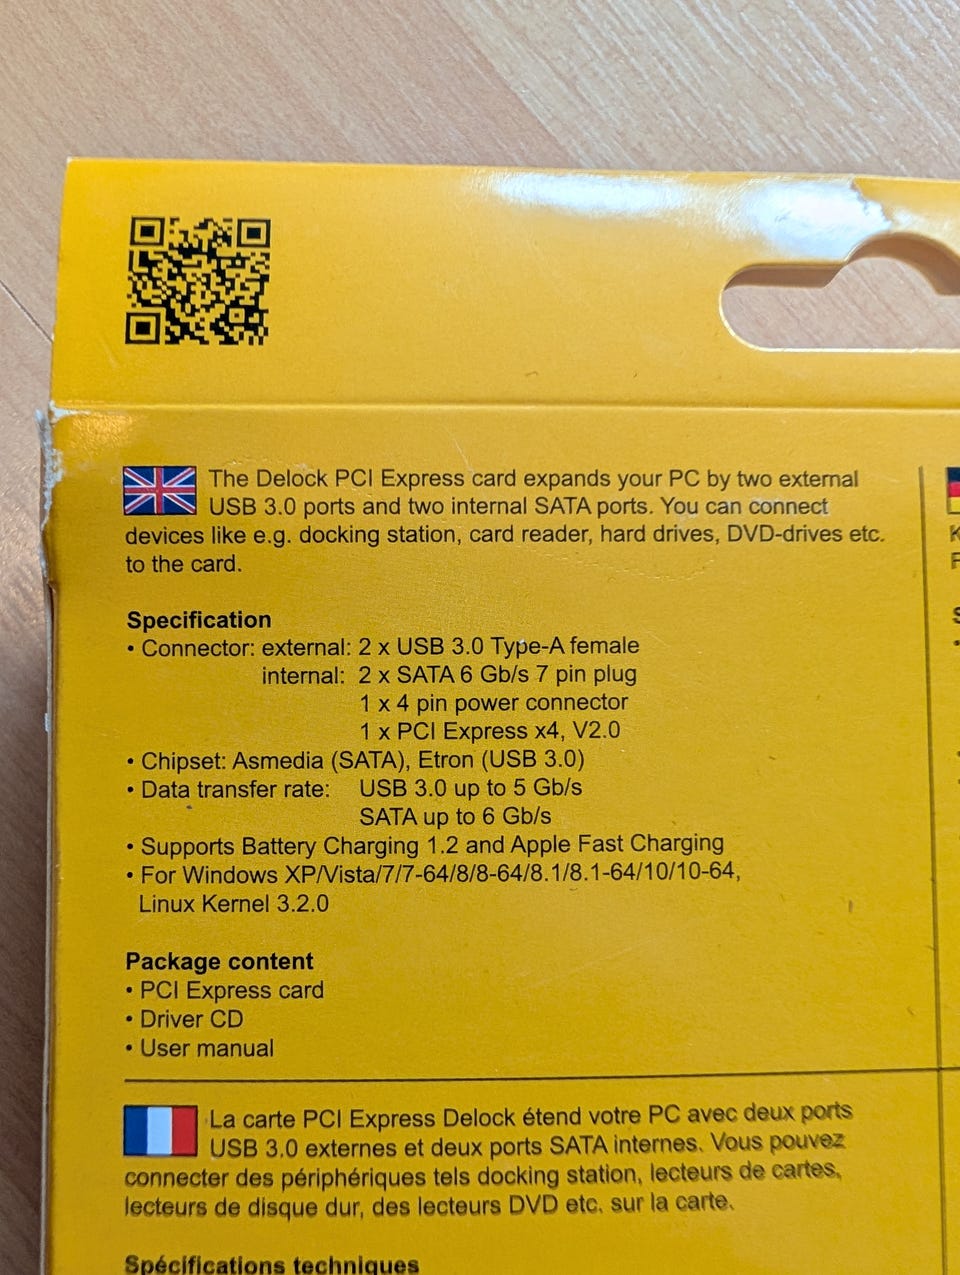 The Delock PCI Express card expands your PC by two external
USB 3.0 ports and two internal SATA ports. You can connect
devices like e.g. docking station, card reader, hard drives, DVD-drives etc.
to the card.
Specification
• Connector: external: 2 x USB 3.0 Type-A female
internal: 2 x SATA 6 Gb/s 7 pin plug
1 x 4 pin power connector
1 x PCI Express x4, V2.0
• Chipset: Asmedia (SATA), Etron (USB 3.0)
• Data transfer rate: USB 3.0 up to 5 Gb/s
SATA up to 6 Gb/s
• Supports Battery Charging 1.2 and Apple Fast Charging
• For Windows XP/Vista/7/7-64/8/8-64/8.1/8.1-64/10/10-64,
Linux Kernel 3.2.0
Package content
• PCI Express card
• Driver CD
• User manual
La carte PCI Express Delock étend votre PC avec deux ports
USB 3.0 externes et deux ports SATA internes. Vous pouvez
connecter des périphériques tels docking station, lecteurs de cartes,
lecteurs de disque dur, des lecteurs DVD etc. sur la carte.
Spécifications techniques